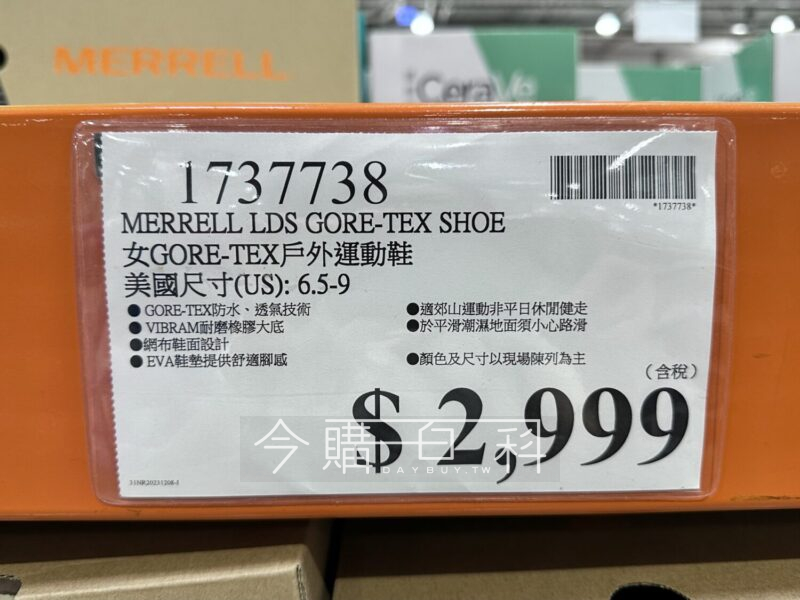 MERRELL
CeraVe
1737738
*1737738*
MERRELL LDS GORE-TEX SHOE
女GORE-TEX戶外運動鞋
美國尺寸(US): 6.5-9
●GORE-TEX防水、透氣技術
●VIBRAM耐磨橡膠大底
●網布鞋面設計
●EVA鞋墊提供舒適腳感
●適郊山運動非平日休閒健走
●於平滑潮濕地面須小心路滑
●顏色及尺寸以現場陳列為主
(含稅)
$2,999
今購百科
TODAYBUY.TW
31NR20231208-I